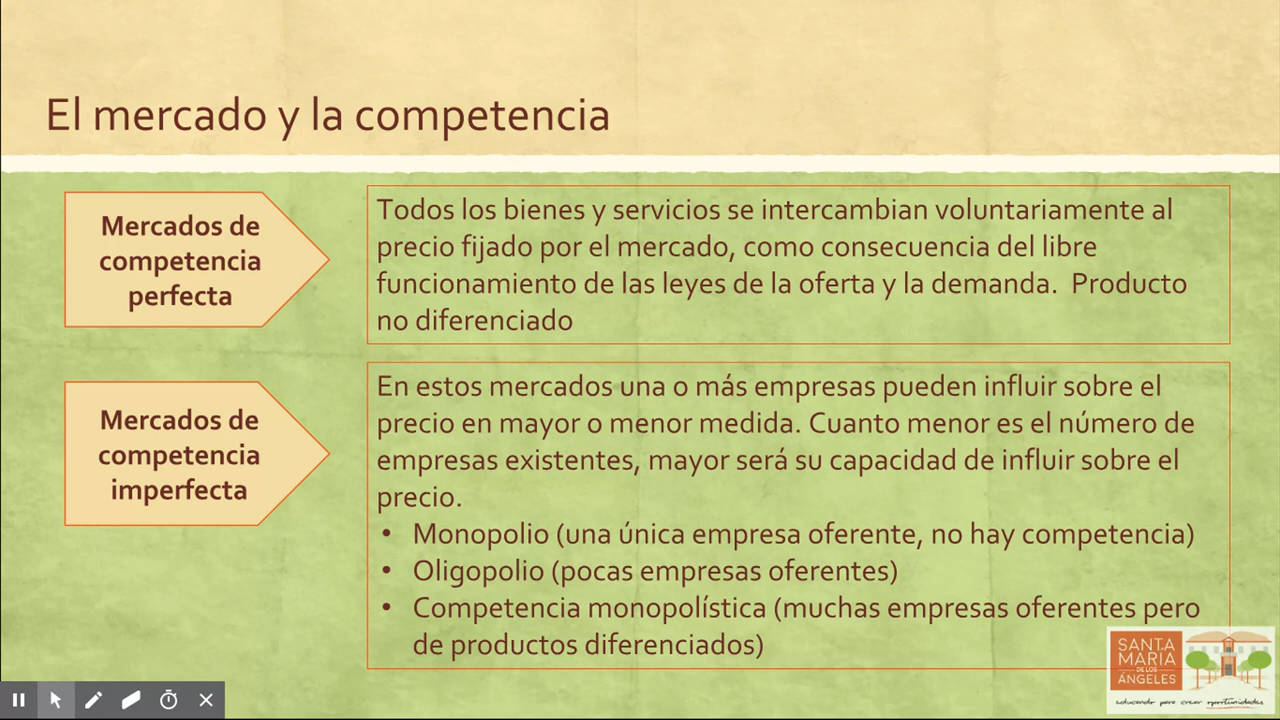 El mercado y la competencia
Mercados de
competencia
perfecta
Todos los bienes y servicios se intercambian voluntariamente al
precio fijado por el mercado, como consecuencia del libre
funcionamiento de las leyes de la oferta y la demanda.  Producto
no diferenciado
Mercados de
competencia
imperfecta
En estos mercados una o más empresas pueden influir sobre el
precio en mayor o menor medida. Cuanto menor es el número de
empresas existentes, mayor será su capacidad de influir sobre el
precio.
• Monopolio (una única empresa oferente, no hay competencia)
• Oligopolio (pocas empresas oferentes)
• Competencia monopolística (muchas empresas oferentes pero
de productos diferenciados)
SANTA
MARIA
DE LOS
ÁNGELES
educando para crear oportunidades